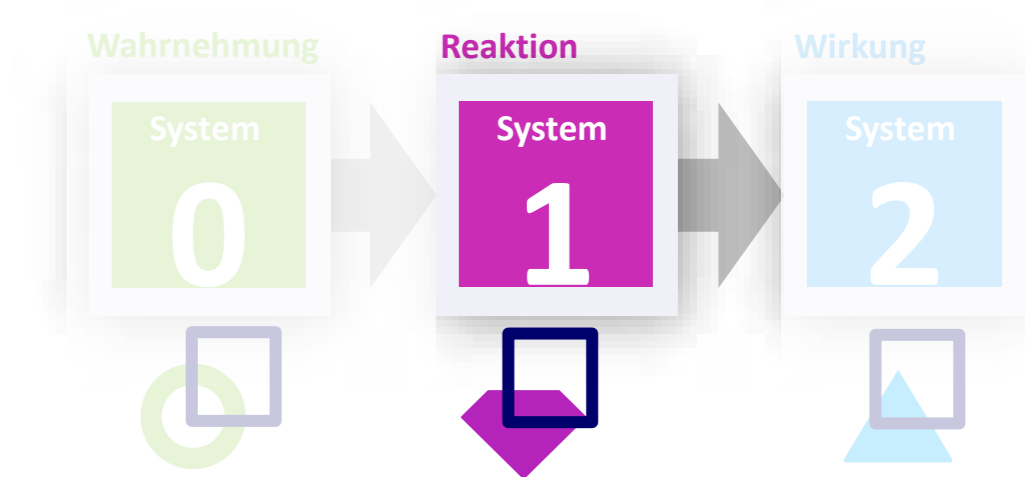 Wahrnehmung
Reaktion
Wirkung
System
0
System
1
System
2